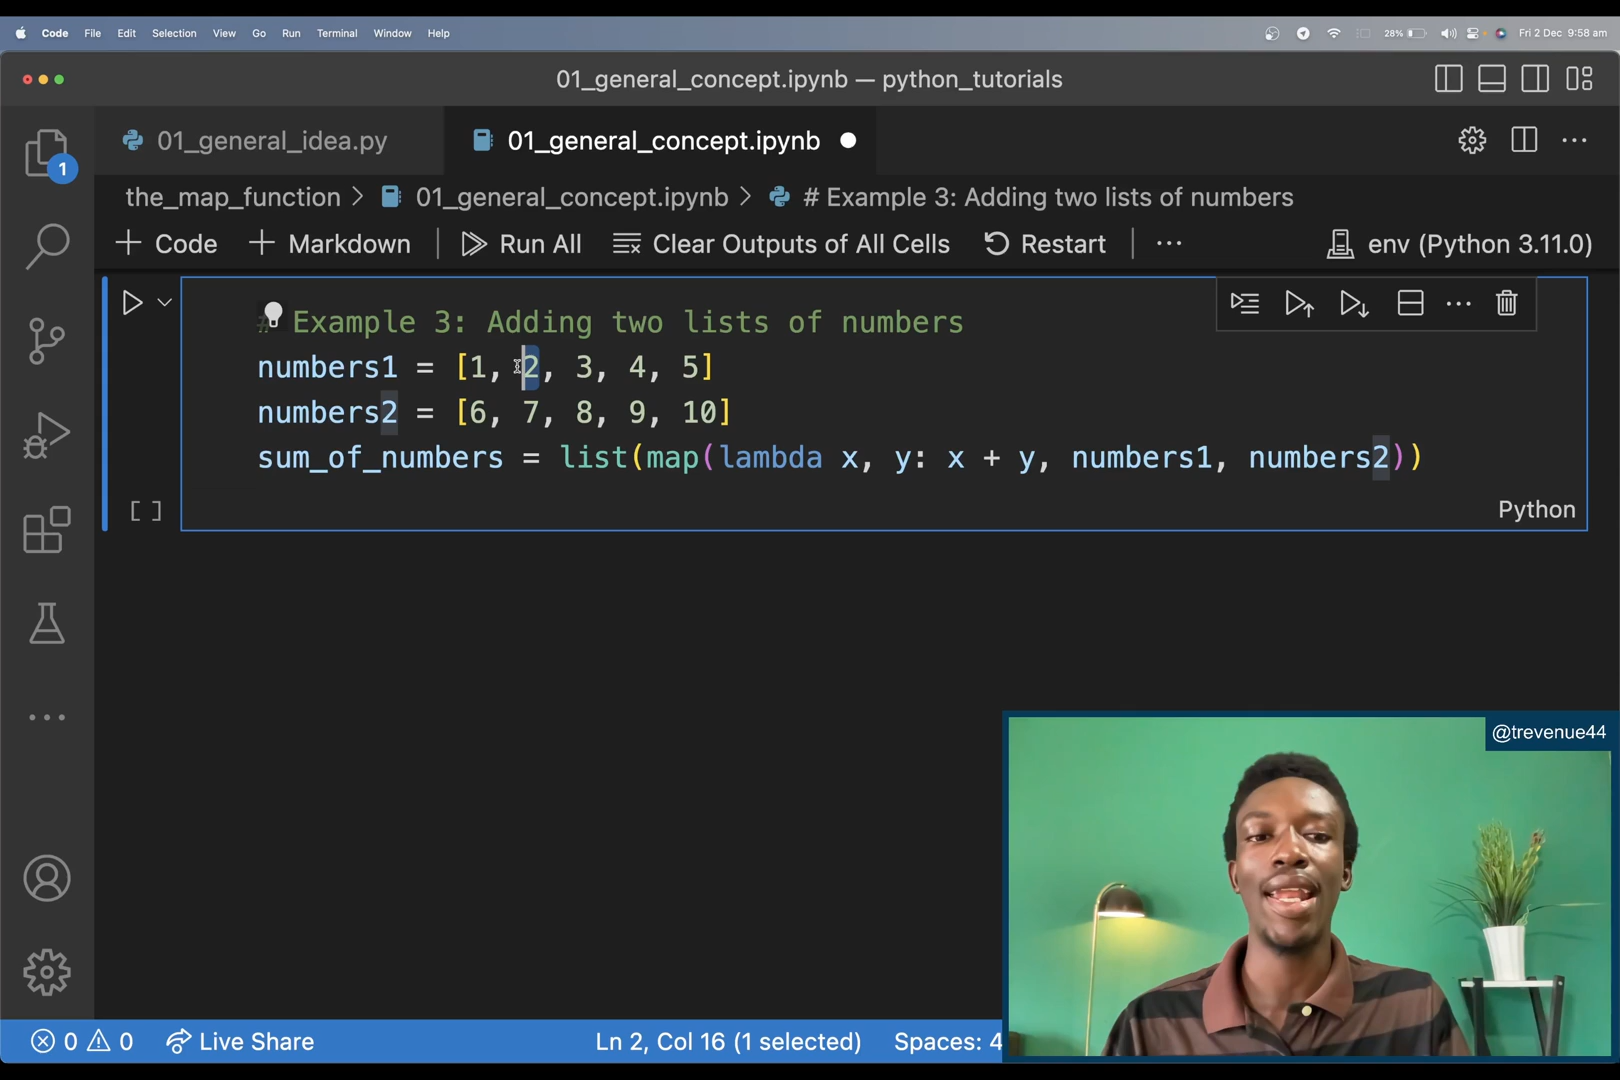 Code File Edit Selection View Go Run Terminal Window Help 28% Fri 2 Dec 9:58 am
01_general_concept.ipynb — python_tutorials
1
01_general_idea.py 01_general_concept.ipynb
the_map_function > 01_general_concept.ipynb > # Example 3: Adding two lists of numbers
+ Code + Markdown Run All Clear Outputs of All Cells Restart ··· env (Python 3.11.0)
# Example 3: Adding two lists of numbers
numbers1 = [1, 2, 3, 4, 5]
numbers2 = [6, 7, 8, 9, 10]
sum_of_numbers = list(map(lambda x, y: x + y, numbers1, numbers2))
[ ] Python
@trevenue44
0 0 Live Share Ln 2, Col 16 (1 selected) Spaces: 4